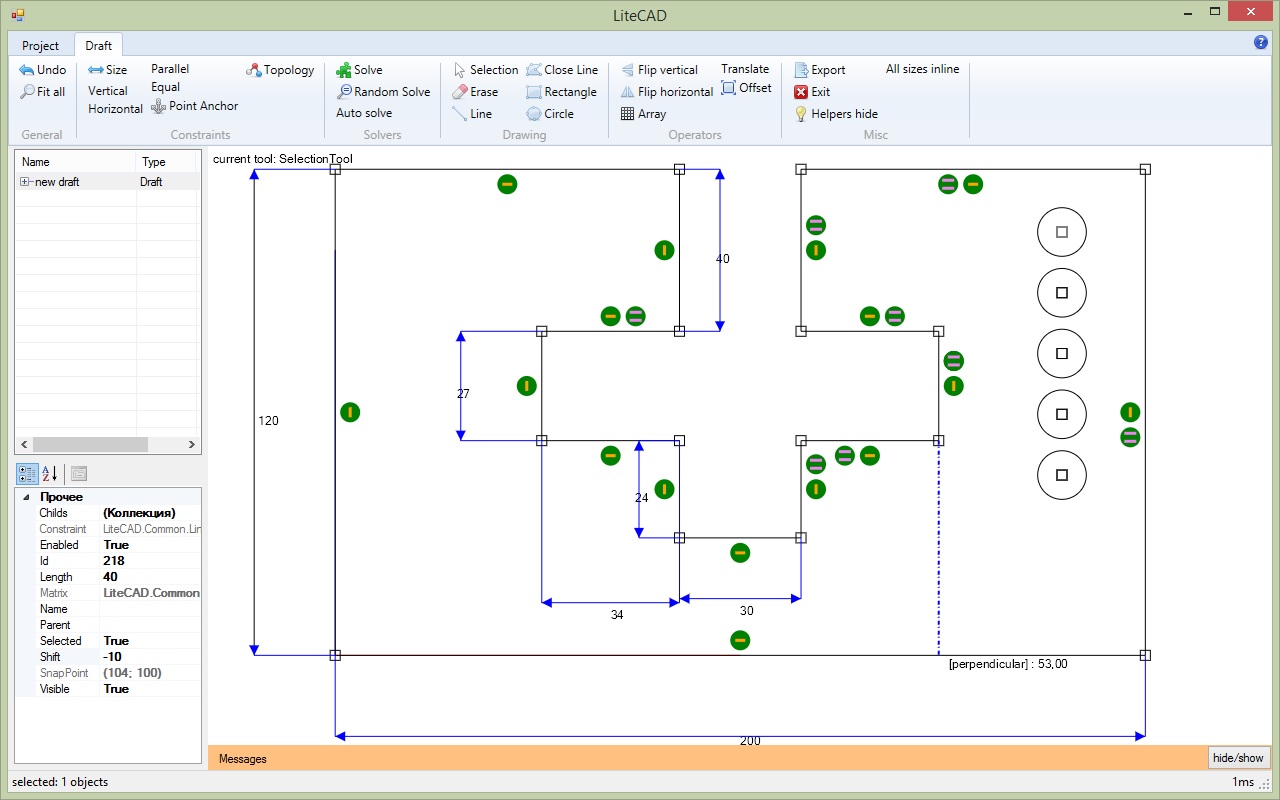 LiteCAD
Project Draft
Undo Size Parallel Topology Solve Selection Close Line Flip vertical Translate Export All sizes inline
Fit all Vertical Equal Random Solve Erase Rectangle Flip horizontal Offset Exit
Horizontal Point Anchor Auto solve Line Circle Array Helpers hide
General Constraints Solvers Drawing Operators Misc
Name Type
new draft Draft
current tool: SelectionTool
40
27
120
24
34
30
[perpendicular] : 53,00
200
A
Z
Прочее
Childs (Коллекция)
Constraint LiteCAD.Common.Lin
Enabled True
Id 218
Length 40
Matrix LiteCAD.Common
Name
Parent
Selected True
Shift -10
SnapPoint (104; 100)
Visible True
Messages hide/show
selected: 1 objects 1ms